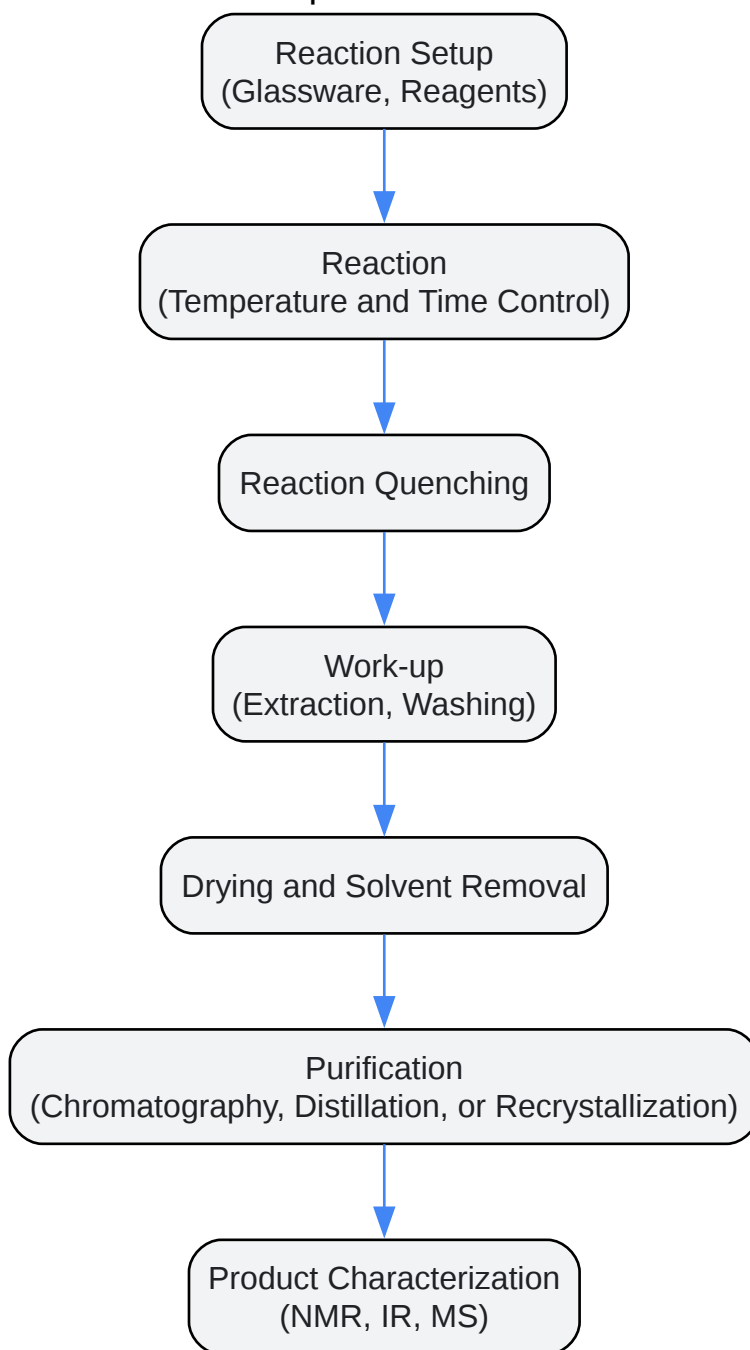 Reaction Setup
(Glassware, Reagents)
Reaction
(Temperature and Time Control)
Reaction Quenching
Work-up
(Extraction, Washing)
Drying and Solvent Removal
Purification
(Chromatography, Distillation, or Recrystallization)
Product Characterization
(NMR, IR, MS)